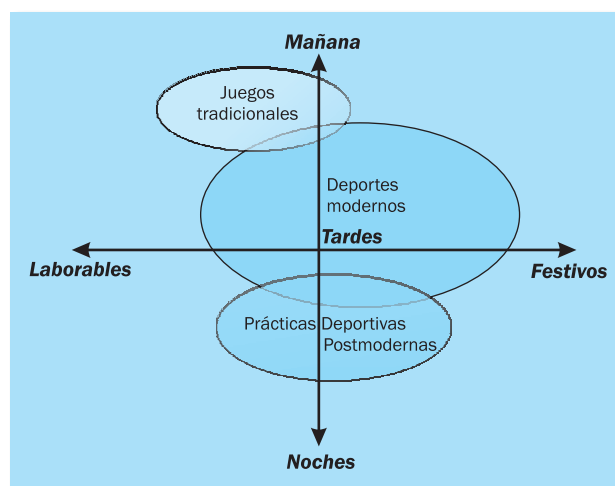 Mañana
Juegos
tradicionales
Deportes
modernos
Tardes
Laborables
Festivos
Prácticas Deportivas
Postmodernas
Noches